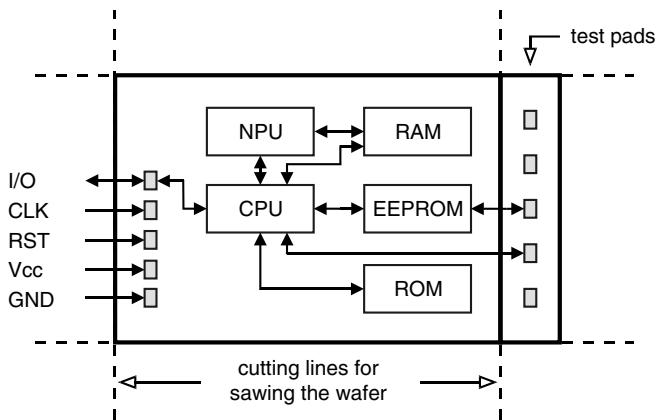 test pads
NPU
RAM
I/O
CPU
EEPROM
CLK
RST
Vcc
GND
ROM
cutting lines for
sawing the wafer